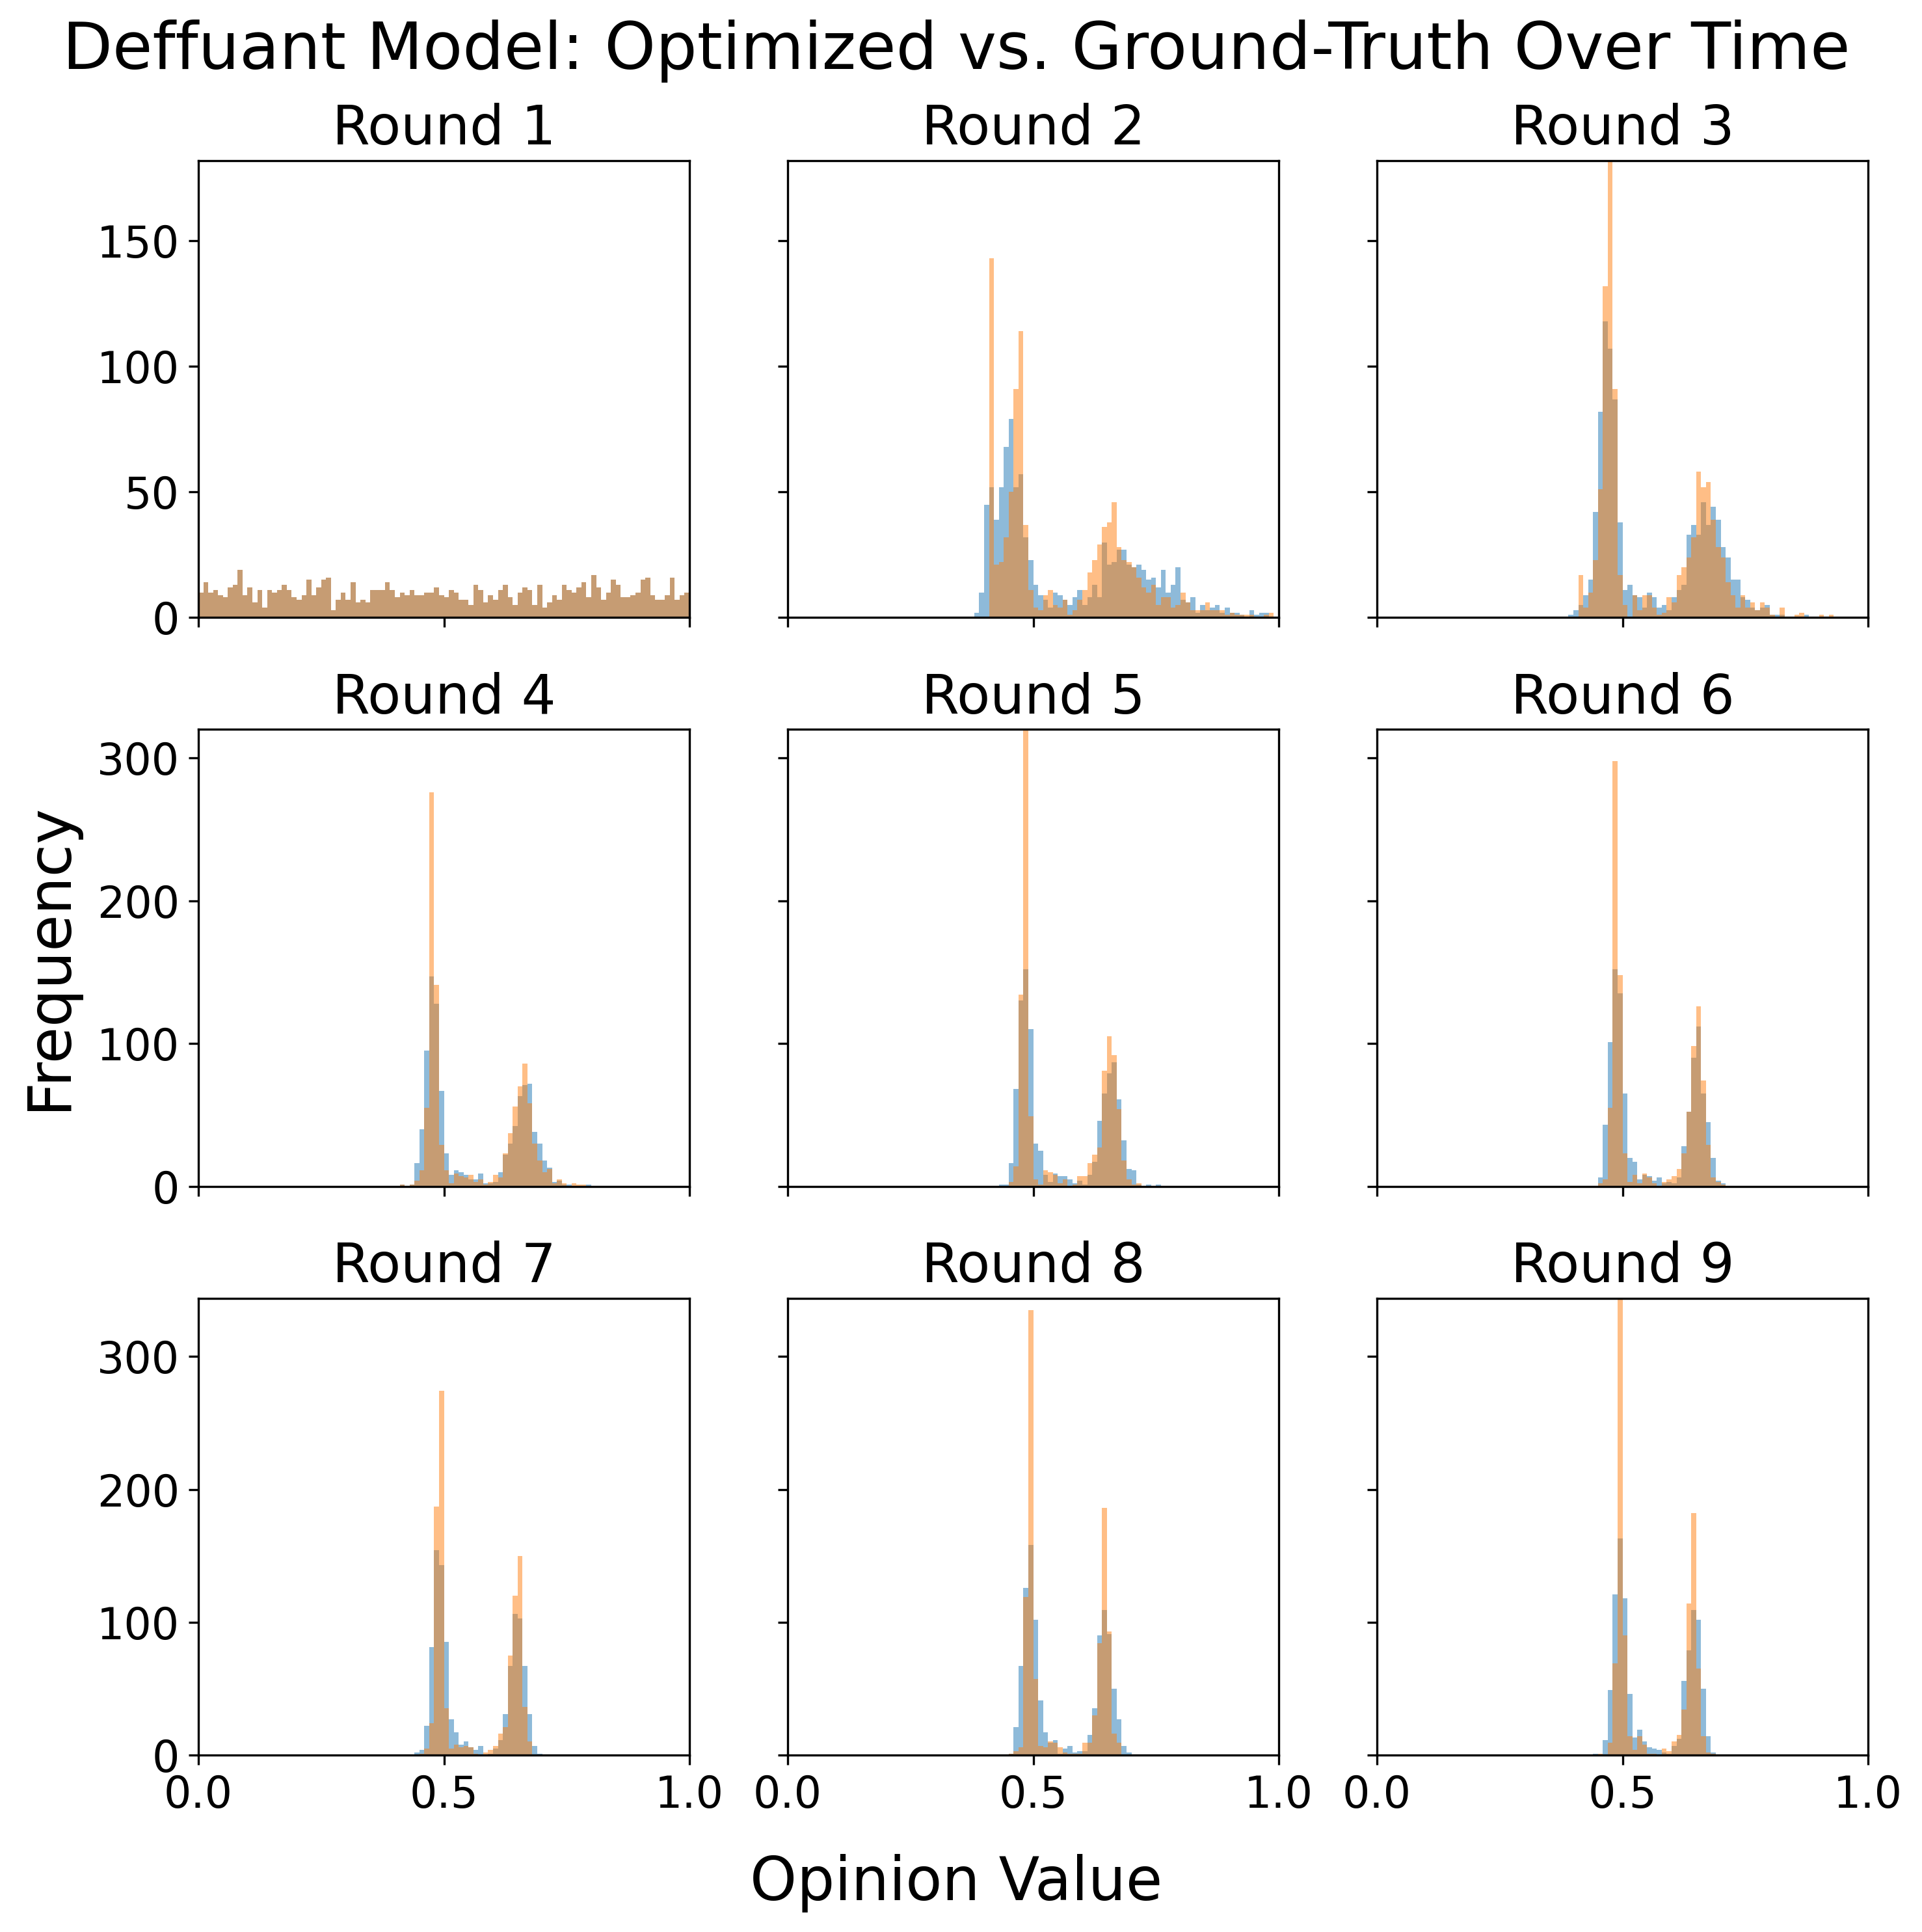 Deffuant Model: Optimized vs. Ground-Truth Over Time
Round 1
Round 2
Round 3
150
100
50
0
Round 4
Round 5
Round 6
300
200
100
0
Frequency
Round 7
Round 8
Round 9
300
200
100
0
0.0 0.5 1.0 0.0 0.5 1.0 0.0 0.5 1.0
Opinion Value